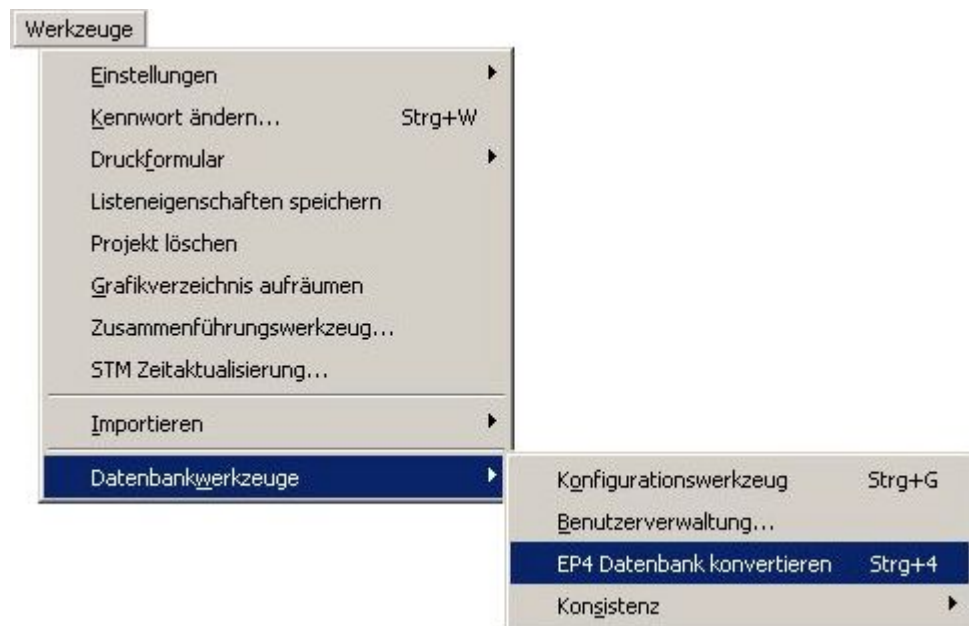 Werkzeuge
Einstellungen
Kennwort ändern... Strg+W
Druckformular
Listeneigenschaften speichern
Projekt löschen
Grafikverzeichnis aufräumen
Zusammenführungswerkzeug...
STM Zeitaktualisierung...
Importieren
Datenbankwerkzeuge
Konfigurationswerkzeug Strg+G
Benutzerverwaltung...
EP4 Datenbank konvertieren Strg+4
Konsistenz